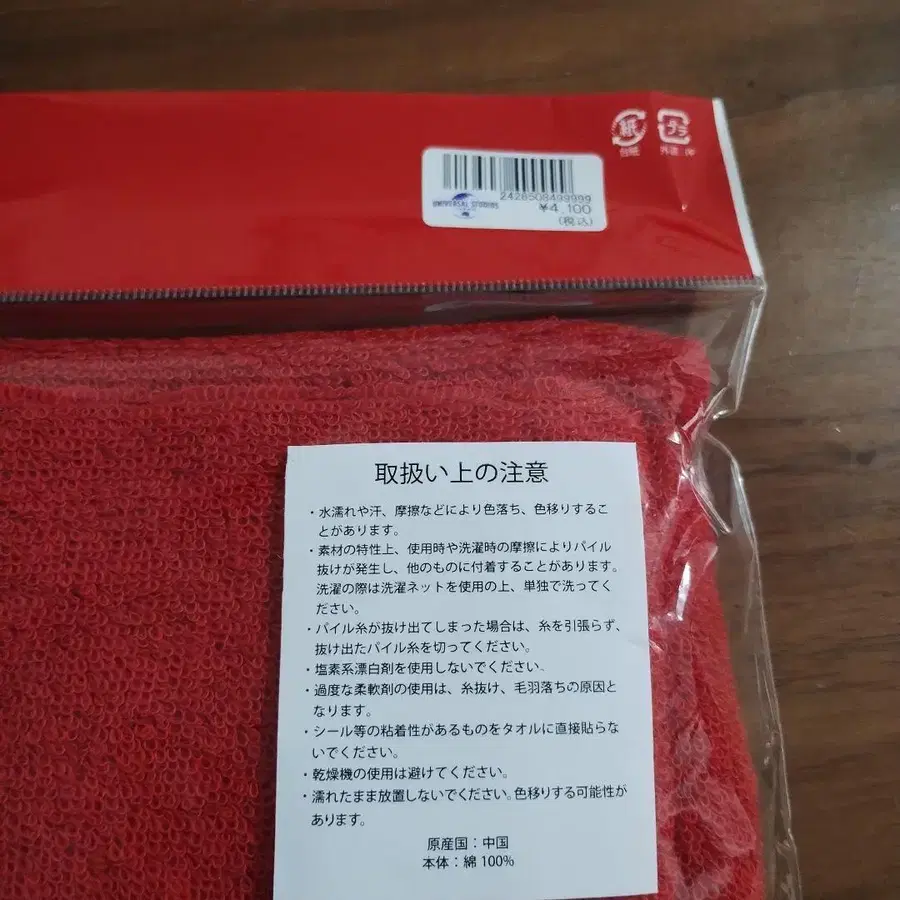 紙
台紙
プラ
2428508499999
UNIVERSAL STUDIOS
¥4,100
(税込)
取扱い上の注意
・水濡れや汗、摩擦などにより色落ち、色移りするこ
とがあります。
・素材の特性上、使用時や洗濯時の摩擦によりパイル
抜けが発生し、他のものに付着することがあります。
洗濯の際は洗濯ネットを使用の上、単独で洗ってく
ださい。
・パイル糸が抜け出てしまった場合は、糸を引張らず、
抜け出たパイル糸を切ってください。
・塩素系漂白剤を使用しないでください。
・過度な柔軟剤の使用は、糸抜け、毛羽落ちの原因と
なります。
・シール等の粘着性があるものをタオルに直接貼らな
いでください。
・乾燥機の使用は避けてください。
・濡れたまま放置しないでください。色移りする可能性が
あります。
原産国：中国
本体：綿 100%